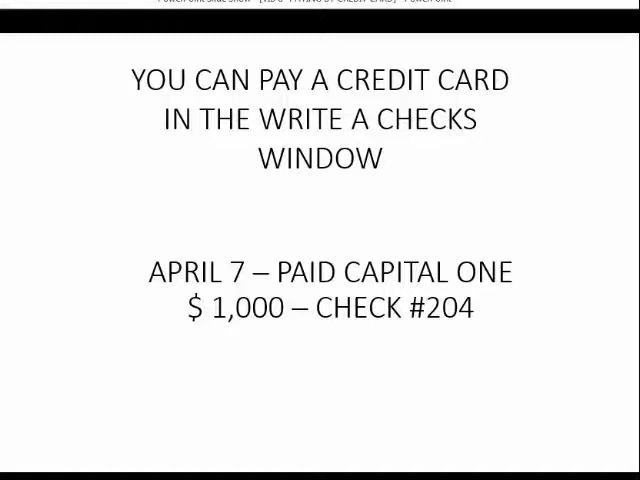 YOU CAN PAY A CREDIT CARD
IN THE WRITE A CHECKS
WINDOW
APRIL 7 – PAID CAPITAL ONE
$ 1,000 – CHECK #204